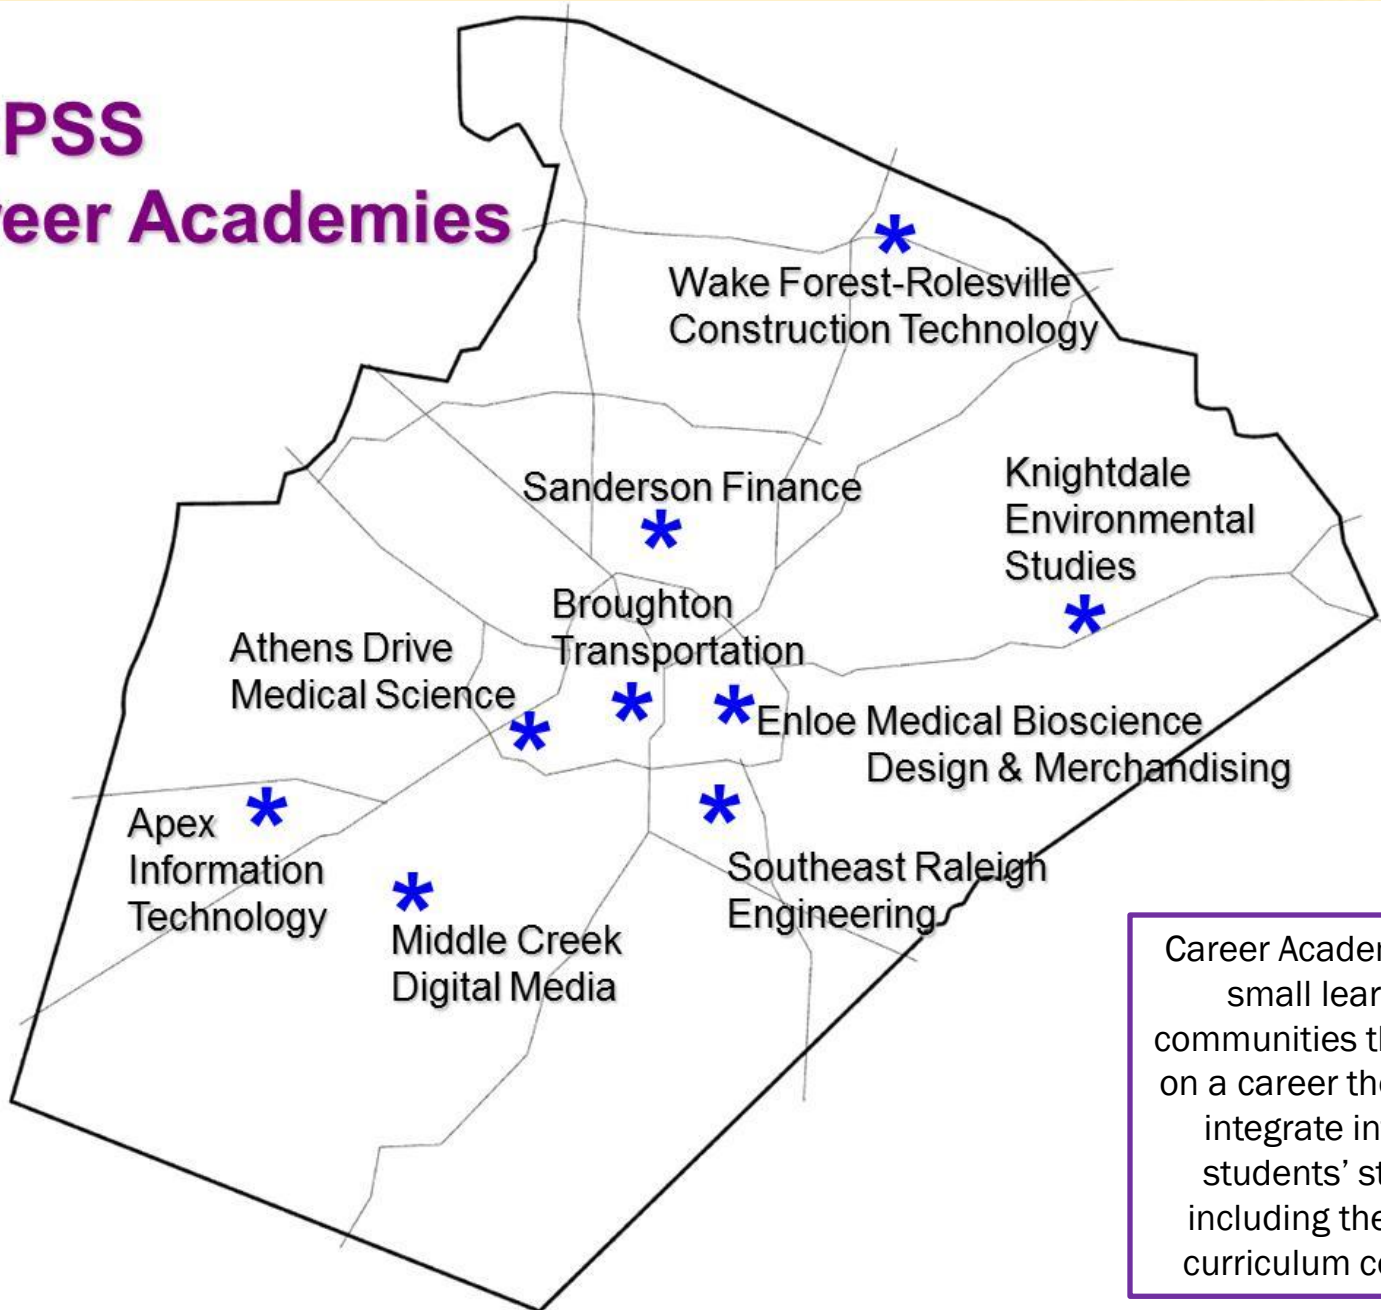 PSS
eer Academies
*
Wake Forest-Rolesville
Construction Technology
Sanderson Finance
*
Knightdale
Environmental
Studies
*
Broughton
Transportation
*
Athens Drive
Medical Science
*
*
Enloe Medical Bioscience
Design & Merchandising
*
Southeast Raleigh
Engineering
*
Apex
Information
Technology
*
Middle Creek
Digital Media
Career Acade
small lear
communities t
on a career the
integrate in
students’ st
including the
curriculum co